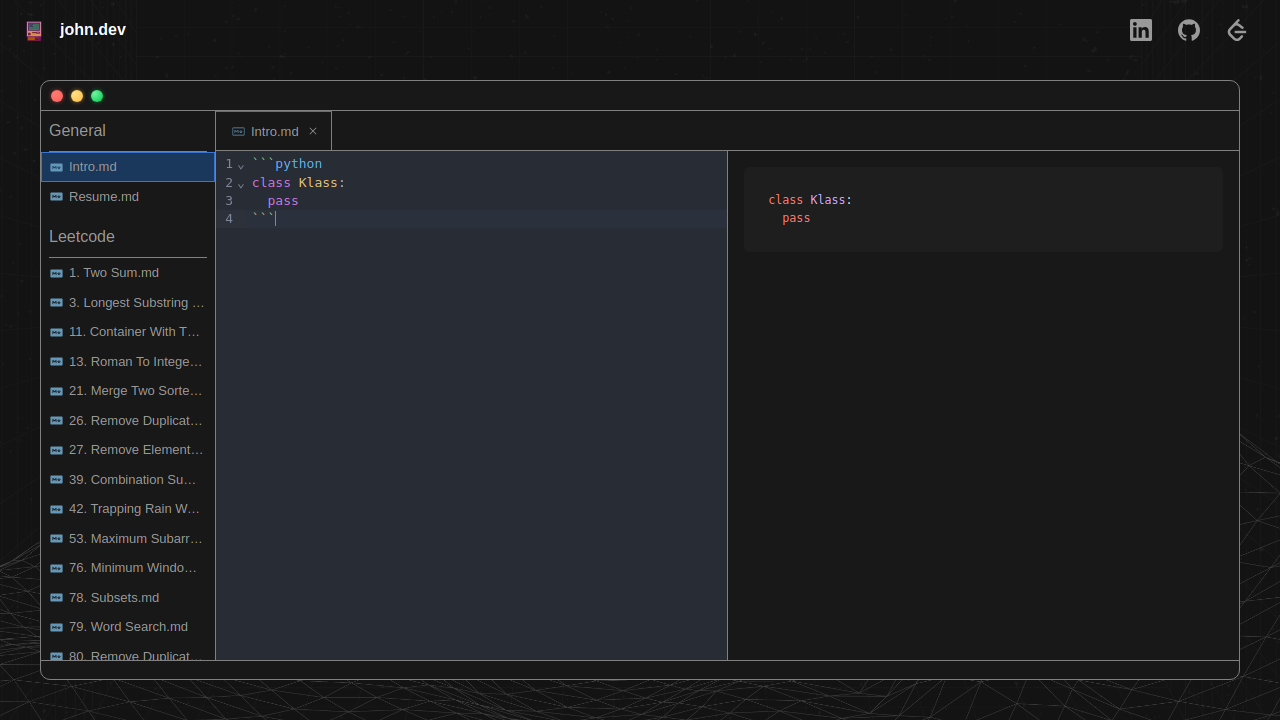 john.dev
General
Intro.md
Resume.md
Leetcode
1. Two Sum.md
3. Longest Substring ...
11. Container With T...
13. Roman To Intege...
21. Merge Two Sorte...
26. Remove Duplicat...
27. Remove Element...
39. Combination Su...
42. Trapping Rain W...
53. Maximum Subarr...
76. Minimum Windo...
78. Subsets.md
79. Word Search.md
80. Remove Duplicat...
Intro.md ×
1 ```python
2 class Klass:
3   pass
4 ```
class Klass:
  pass